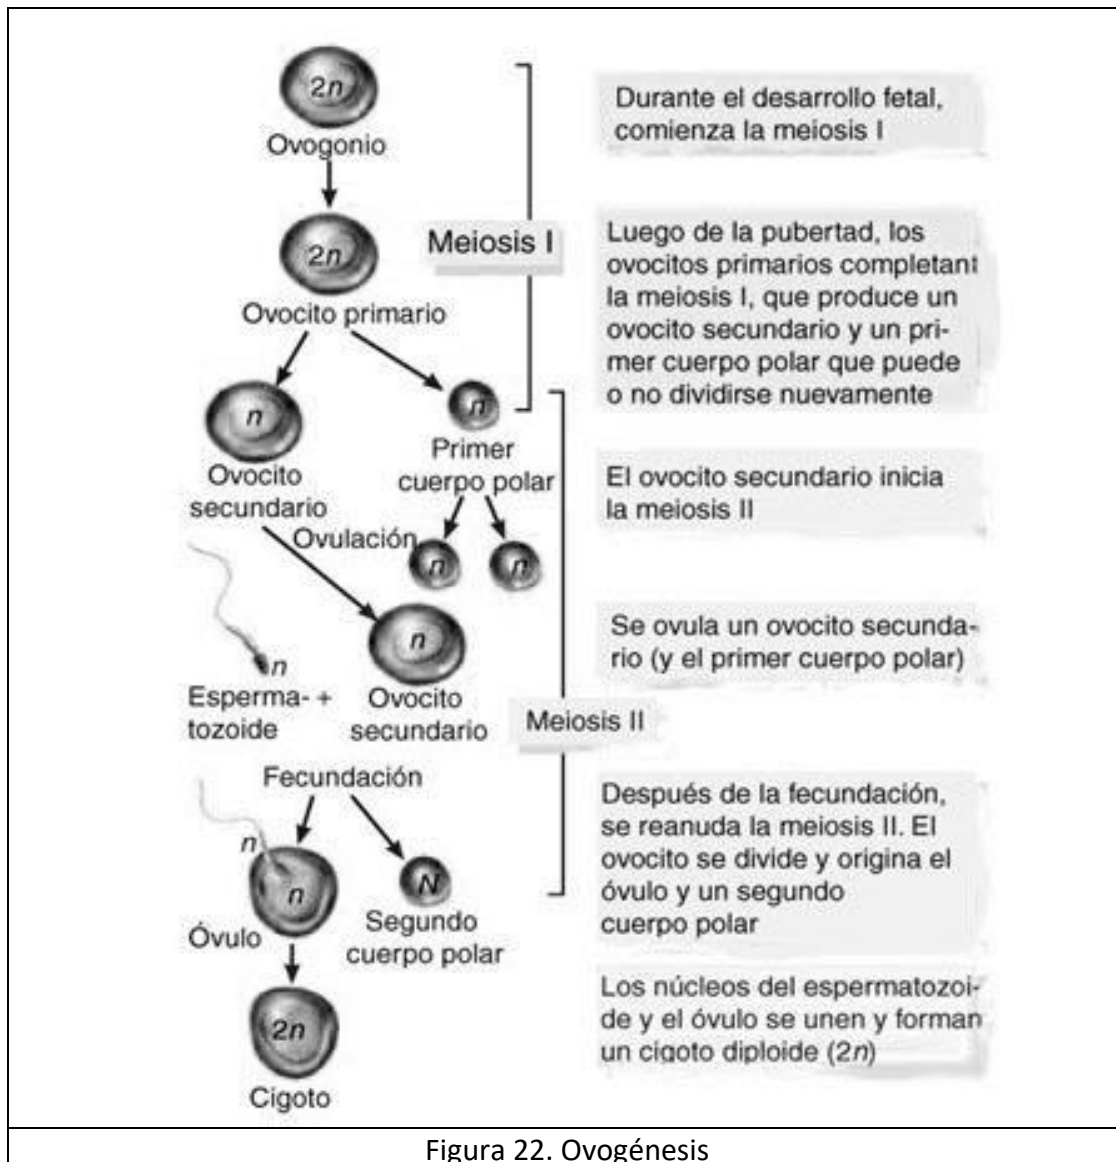 2n
Ovogonio
Durante el desarrollo fetal,
comienza la meiosis I
2n
Ovocito primario
Meiosis I
Luego de la pubertad, los
ovocitos primarios completan
la meiosis I, que produce un
ovocito secundario y un pri-
mer cuerpo polar que puede
o no dividirse nuevamente
n
Ovocito
secundario
n
Primer
cuerpo polar
El ovocito secundario inicia
la meiosis II
Ovulación
n
n
n
Esperma- +
tozoide
n
Ovocito
secundario
Se ovula un ovocito secunda-
rio (y el primer cuerpo polar)
Meiosis II
Fecundación
n
n
Óvulo
N
Segundo
cuerpo polar
Después de la fecundación,
se reanuda la meiosis II. El
ovocito se divide y origina el
óvulo y un segundo
cuerpo polar
2n
Cigoto
Los núcleos del espermatozoi-
de y el óvulo se unen y forman
un cigoto diploide (2n)
Figura 22. Ovogénesis